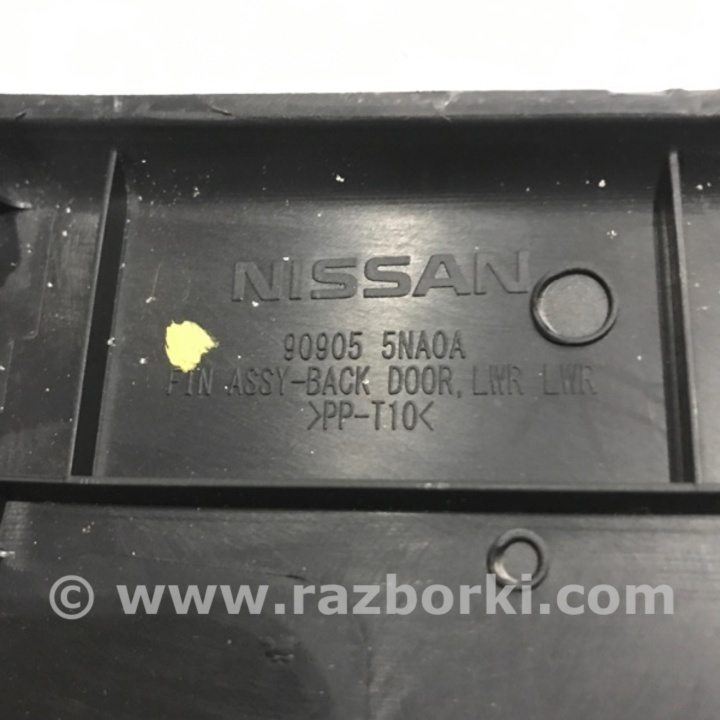 NISSAN
90905 5NA0A
FIN ASSY-BACK DOOR, LWR LWR
>PP-T10<
© www.razborki.com